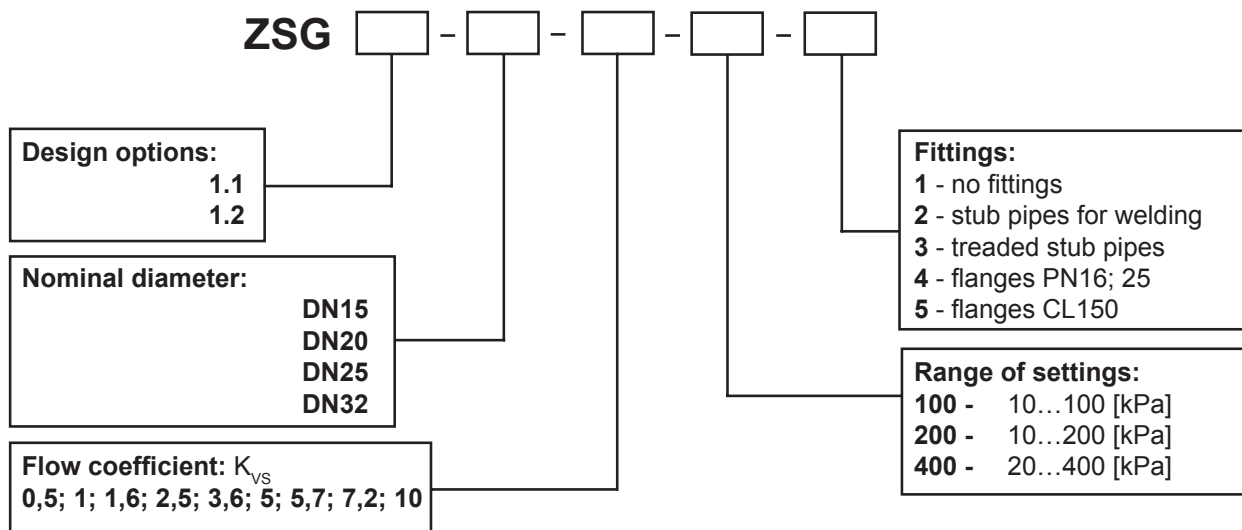 ZSG – – – –
Design options:
1.1
1.2
Nominal diameter:
DN15
DN20
DN25
DN32
Flow coefficient: KVS
0,5; 1; 1,6; 2,5; 3,6; 5; 5,7; 7,2; 10
Fittings:
1 - no fittings
2 - stub pipes for welding
3 - treaded stub pipes
4 - flanges PN16; 25
5 - flanges CL150
Range of settings:
100 - 10…100 [kPa]
200 - 10…200 [kPa]
400 - 20…400 [kPa]